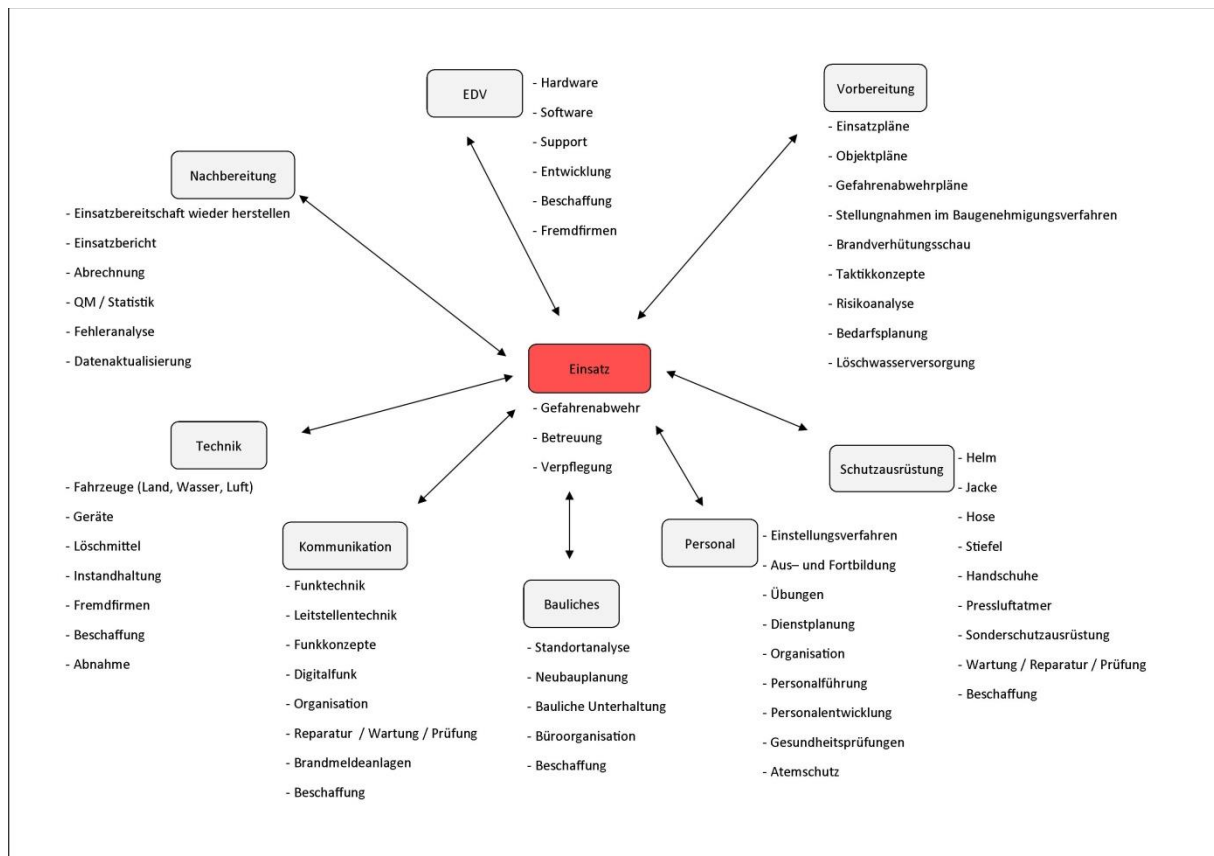 EDV
- Hardware
- Software
- Support
- Entwicklung
- Beschaffung
- Fremdfirmen
Vorbereitung
- Einsatzpläne
- Objektpläne
- Gefahrenabwehrpläne
- Stellungnahmen im Baugenehmigungsverfahren
- Brandverhütungsschau
- Taktikkonzepte
- Risikoanalyse
- Bedarfsplanung
- Löschwasserversorgung
Nachbereitung
- Einsatzbereitschaft wieder herstellen
- Einsatzbericht
- Abrechnung
- QM / Statistik
- Fehleranalyse
- Datenaktualisierung
Einsatz
- Gefahrenabwehr
- Betreuung
- Verpflegung
Technik
- Fahrzeuge (Land, Wasser, Luft)
- Geräte
- Löschmittel
- Instandhaltung
- Fremdfirmen
- Beschaffung
- Abnahme
Kommunikation
- Funktechnik
- Leitstellentechnik
- Funkkonzepte
- Digitalfunk
- Organisation
- Reparatur / Wartung / Prüfung
- Brandmeldeanlagen
- Beschaffung
Bauliches
- Standortanalyse
- Neubauplanung
- Bauliche Unterhaltung
- Büroorganisation
- Beschaffung
Personal
- Einstellungsverfahren
- Aus– und Fortbildung
- Übungen
- Dienstplanung
- Organisation
- Personalführung
- Personalentwicklung
- Gesundheitsprüfungen
- Atemschutz
Schutzausrüstung
- Helm
- Jacke
- Hose
- Stiefel
- Handschuhe
- Pressluftatmer
- Sonderschutzausrüstung
- Wartung / Reparatur / Prüfung
- Beschaffung